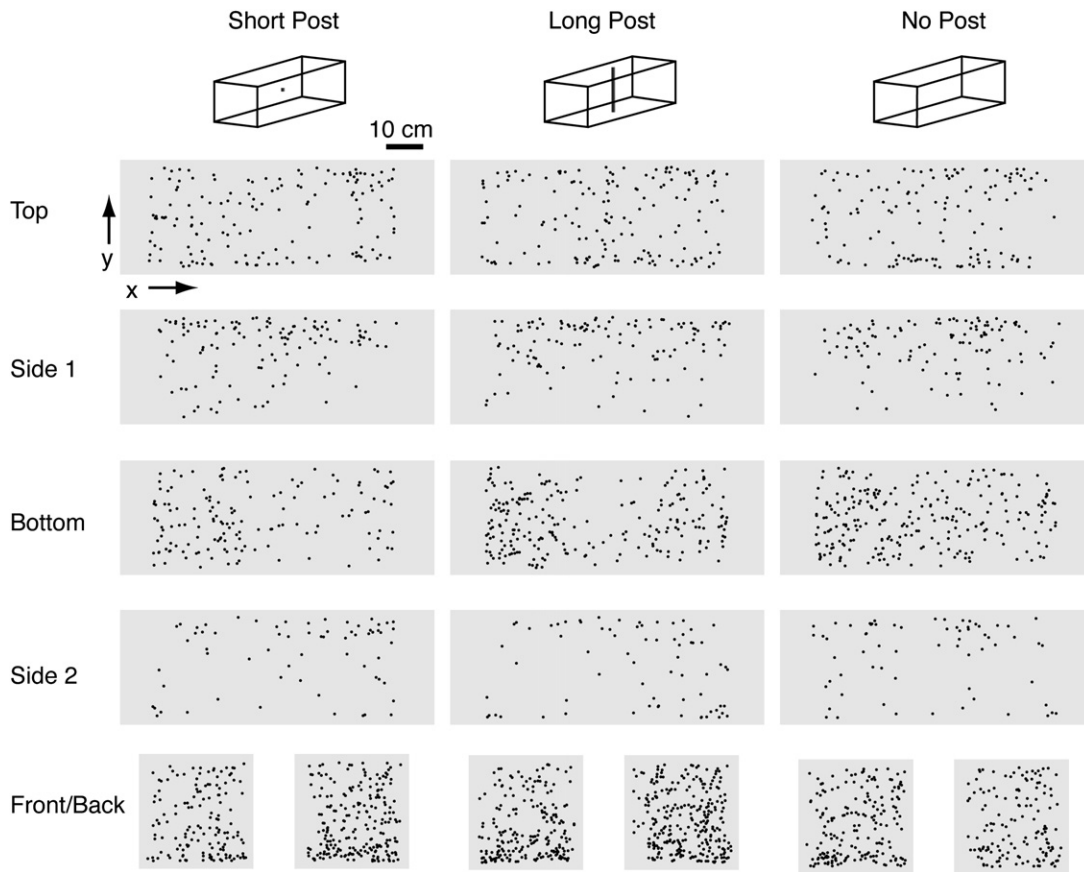 Short Post
Long Post
No Post
10 cm
Top
y
x
Side 1
Bottom
Side 2
Front/Back